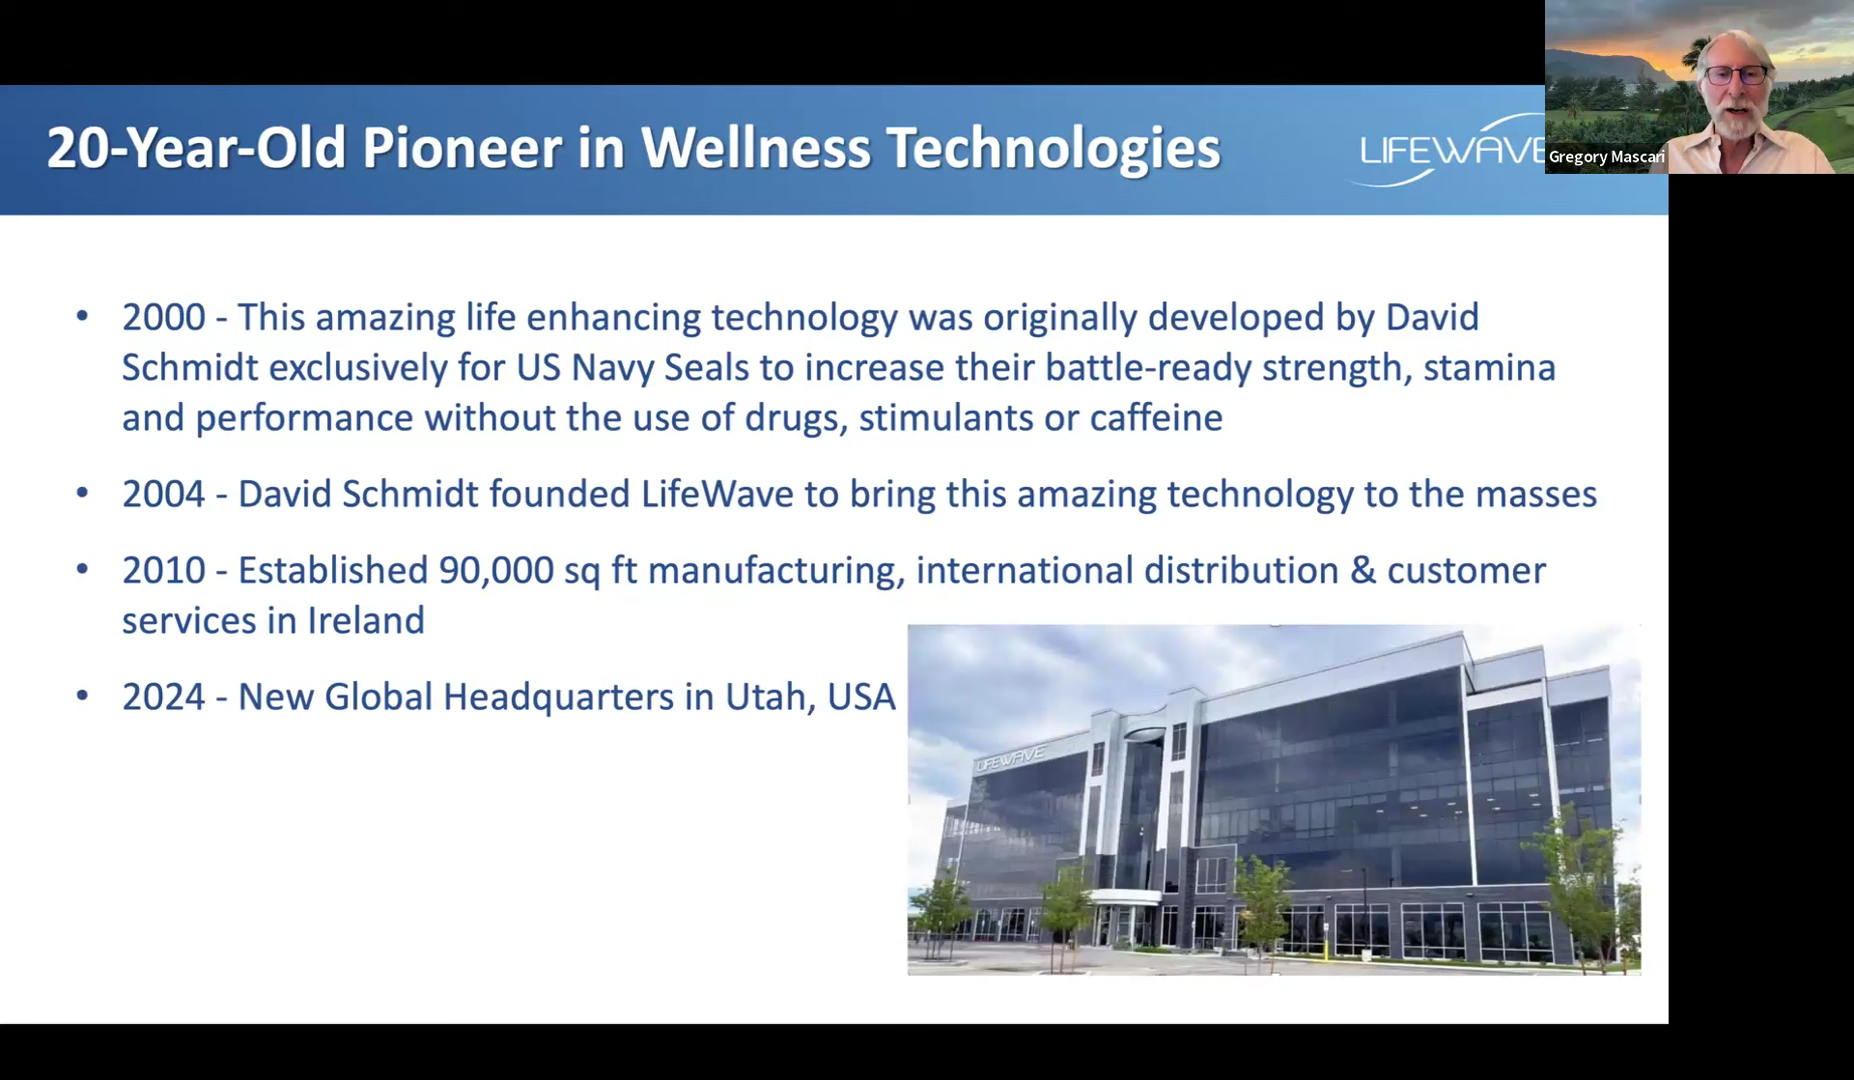 20-Year-Old Pioneer in Wellness Technologies
LIFEWAVE
Gregory Mascari
• 2000 - This amazing life enhancing technology was originally developed by David
Schmidt exclusively for US Navy Seals to increase their battle-ready strength, stamina
and performance without the use of drugs, stimulants or caffeine
• 2004 - David Schmidt founded LifeWave to bring this amazing technology to the masses
• 2010 - Established 90,000 sq ft manufacturing, international distribution & customer
services in Ireland
• 2024 - New Global Headquarters in Utah, USA
LIFEWAVE